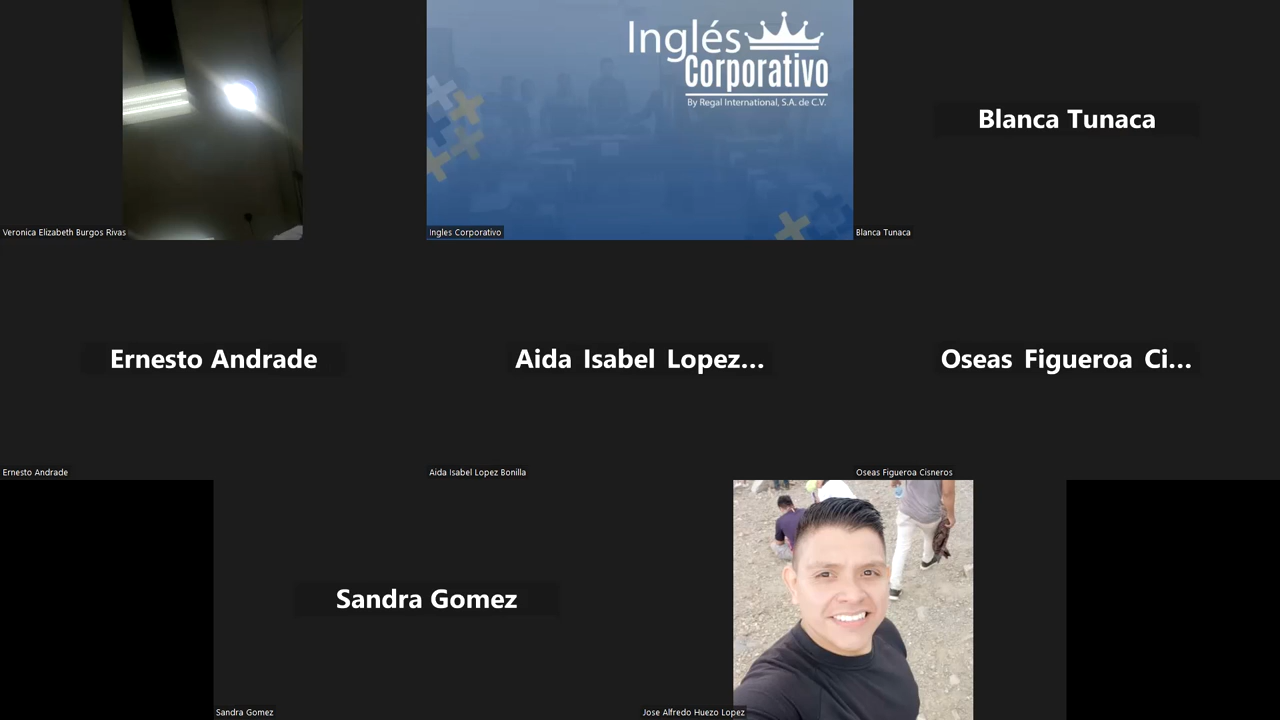 Inglés
Corporativo
By Regal International, S.A. de C.V.
Blanca Tunaca
Veronica Elizabeth Burgos Rivas
Ingles Corporativo
Blanca Tunaca
Ernesto Andrade
Aida Isabel Lopez...
Oseas Figueroa Ci...
Ernesto Andrade
Aida Isabel Lopez Bonilla
Oseas Figueroa Cisneros
Sandra Gomez
Sandra Gomez
Jose Alfredo Huezo Lopez